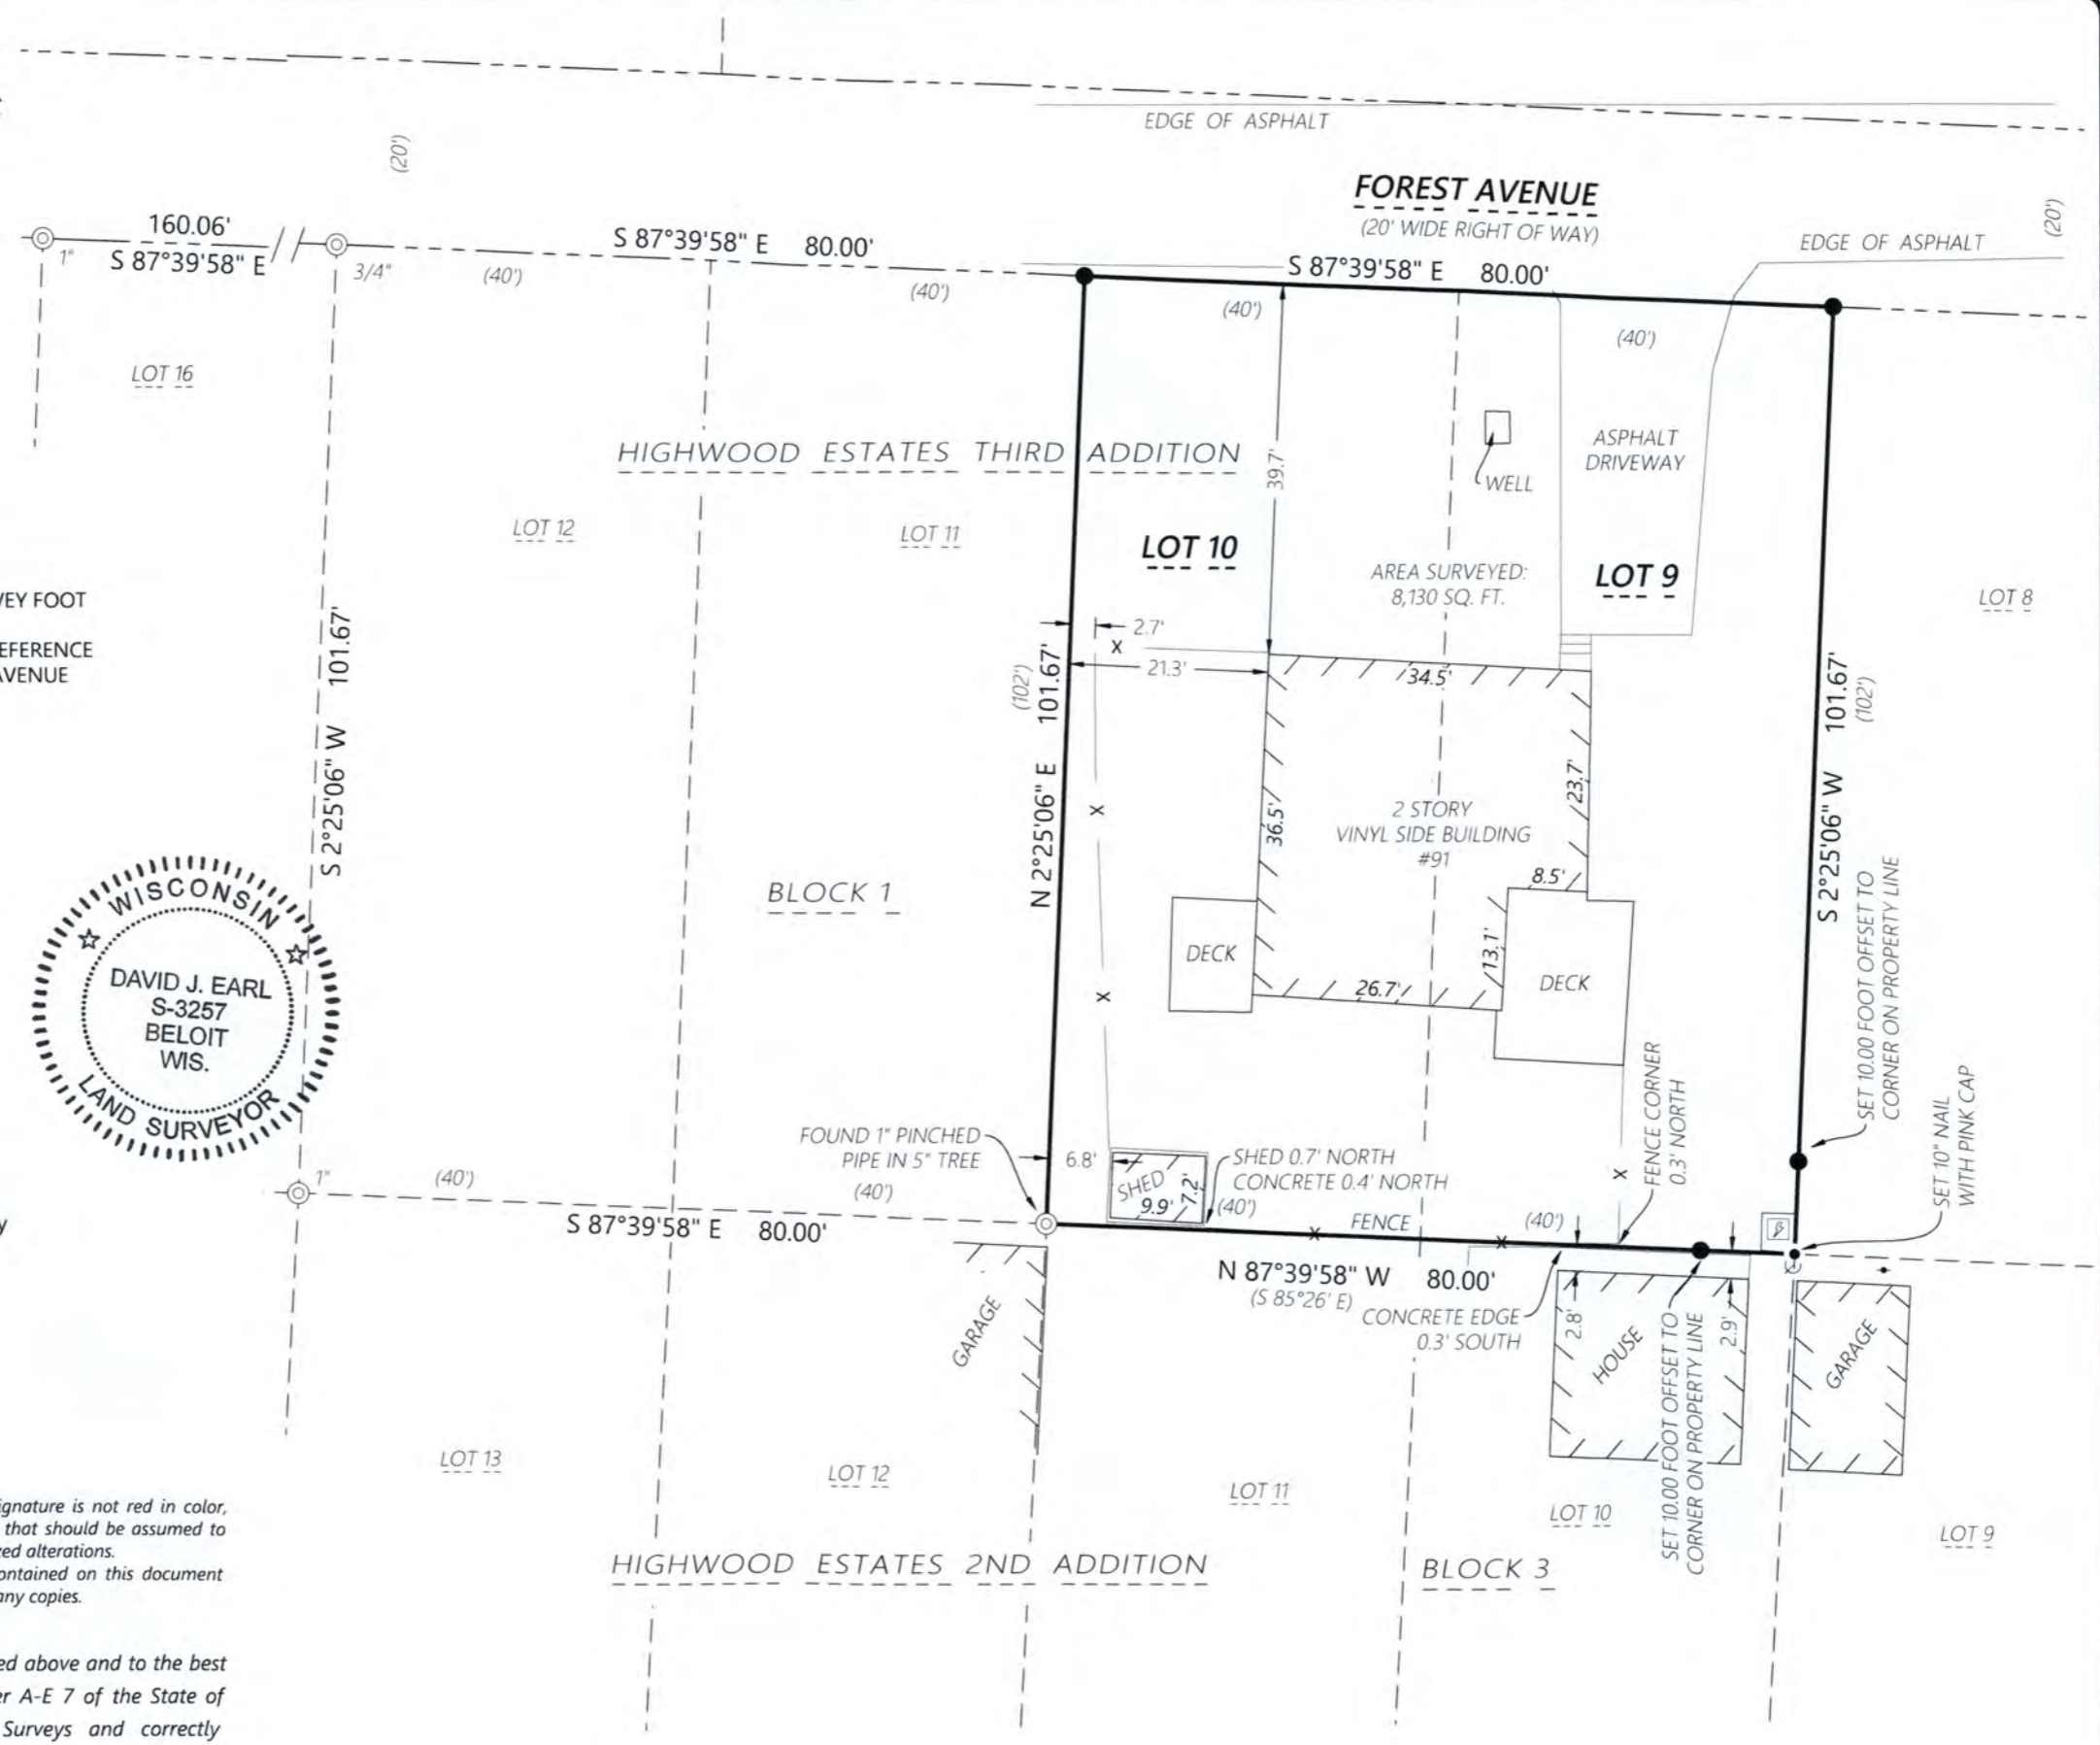 EDGE OF ASPHALT
(20')
FOREST AVENUE
(20' WIDE RIGHT OF WAY)
(20')
EDGE OF ASPHALT
160.06'
S 87°39'58" E
1"
3/4"
S 87°39'58" E 80.00'
(40')
(40')
S 87°39'58" E 80.00'
(40')
(40')
LOT 16
HIGHWOOD ESTATES THIRD ADDITION
39.7'
WELL
ASPHALT
DRIVEWAY
LOT 12
LOT 11
LOT 10
AREA SURVEYED:
8,130 SQ. FT.
LOT 9
LOT 8
VEY FOOT
EFERENCE
AVENUE
S 2°25'06" W 101.67'
N 2°25'06" E 101.67'
(102')
2.7'
21.3'
34.5'
S 2°25'06" W 101.67'
(102')
36.5'
23.7'
2 STORY
VINYL SIDE BUILDING
#91
8.5'
13.1'
26.7'
DECK
DECK
BLOCK 1
WISCONSIN
DAVID J. EARL
S-3257
BELOIT
WIS.
LAND SURVEYOR
SET 10.00 FOOT OFFSET TO
CORNER ON PROPERTY LINE
FENCE CORNER
0.3' NORTH
SET 10" NAIL
WITH PINK CAP
FOUND 1" PINCHED
PIPE IN 5" TREE
6.8'
SHED
9.9'
7.2'
SHED 0.7' NORTH
CONCRETE 0.4' NORTH
1"
(40')
(40')
(40')
FENCE
(40')
S 87°39'58" E 80.00'
N 87°39'58" W 80.00'
(S 85°26' E)
CONCRETE EDGE
0.3' SOUTH
GARAGE
2.8'
HOUSE
2.9'
SET 10.00 FOOT OFFSET TO
CORNER ON PROPERTY LINE
GARAGE
y
LOT 13
LOT 12
LOT 11
LOT 10
LOT 9
HIGHWOOD ESTATES 2ND ADDITION
BLOCK 3
ignature is not red in color,
that should be assumed to
ed alterations.
ontained on this document
any copies.
ed above and to the best
er A-E 7 of the State of
Surveys and correctly